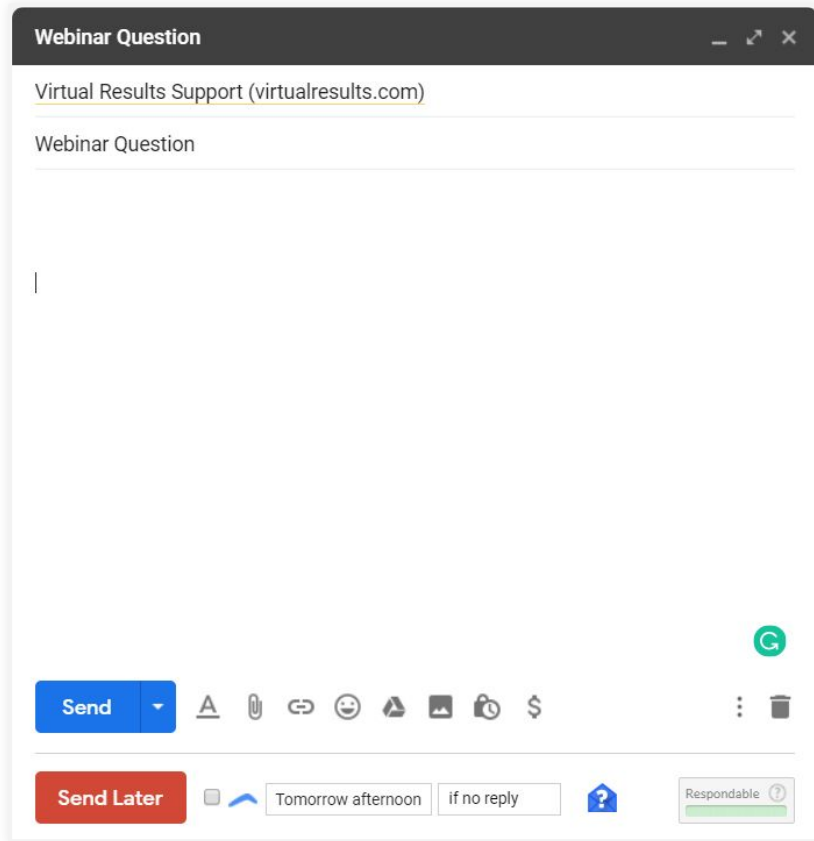 Webinar Question
Virtual Results Support (virtualresults.com)
Webinar Question
Send
A
$
Send Later
Tomorrow afternoon
if no reply
?
Respondable ?